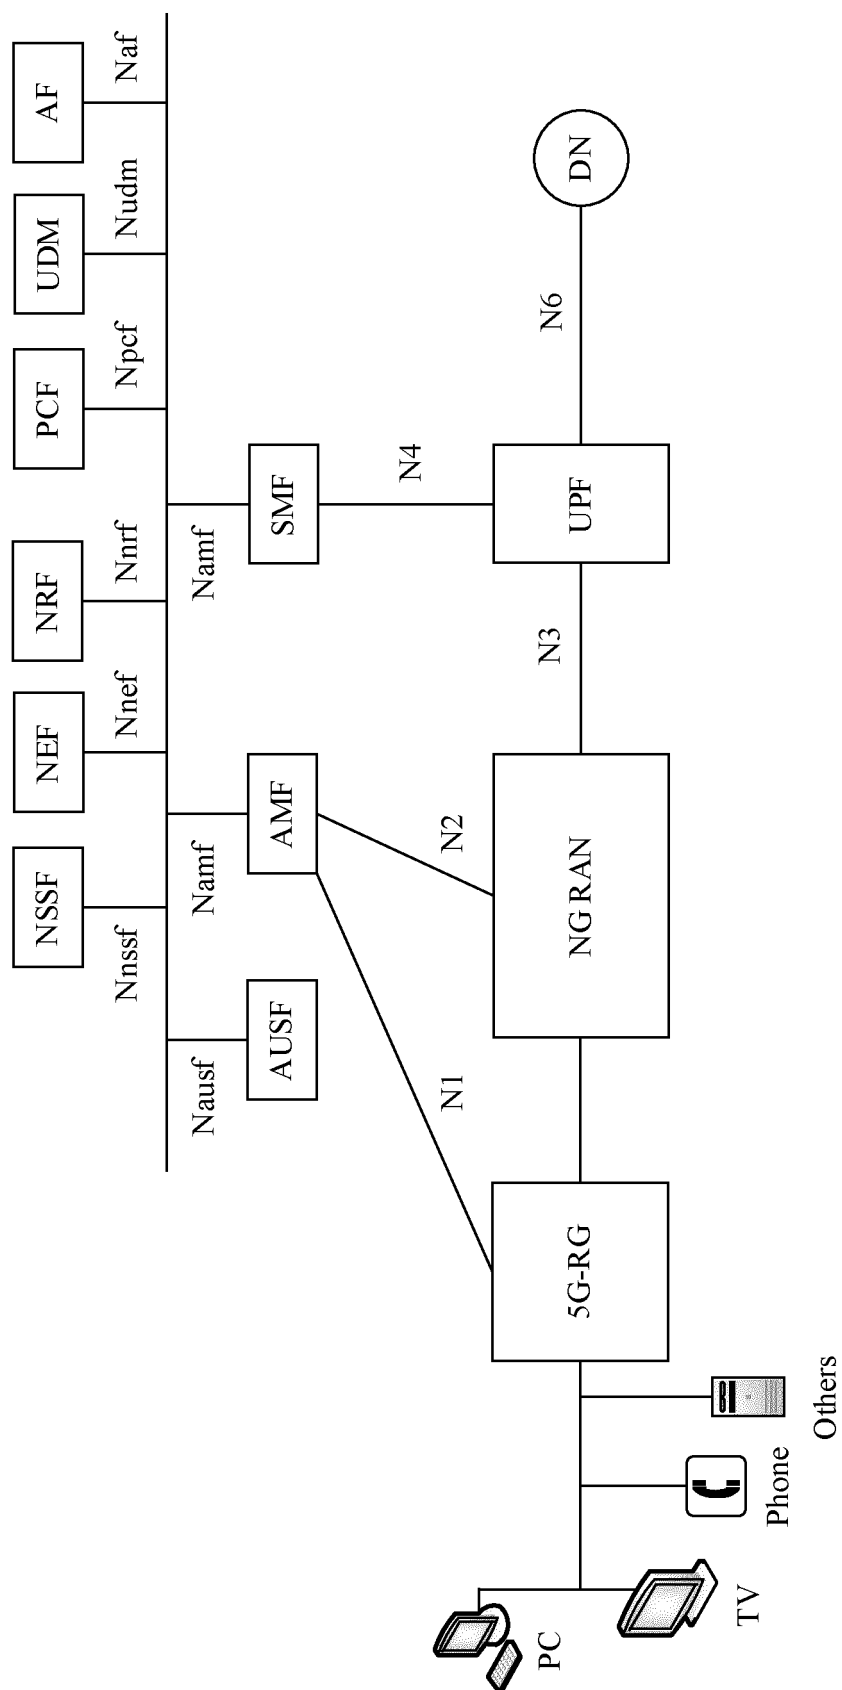 NSSF
NEF
NRF
PCF
UDM
AF
Nnssf
Nnef
Nnrf
Npcf
Nudm
Naf
Nausf
Namf
Namf
AUSF
AMF
SMF
N1
N2
N4
5G-RG
NG RAN
N3
UPF
N6
DN
PC
TV
Phone
Others